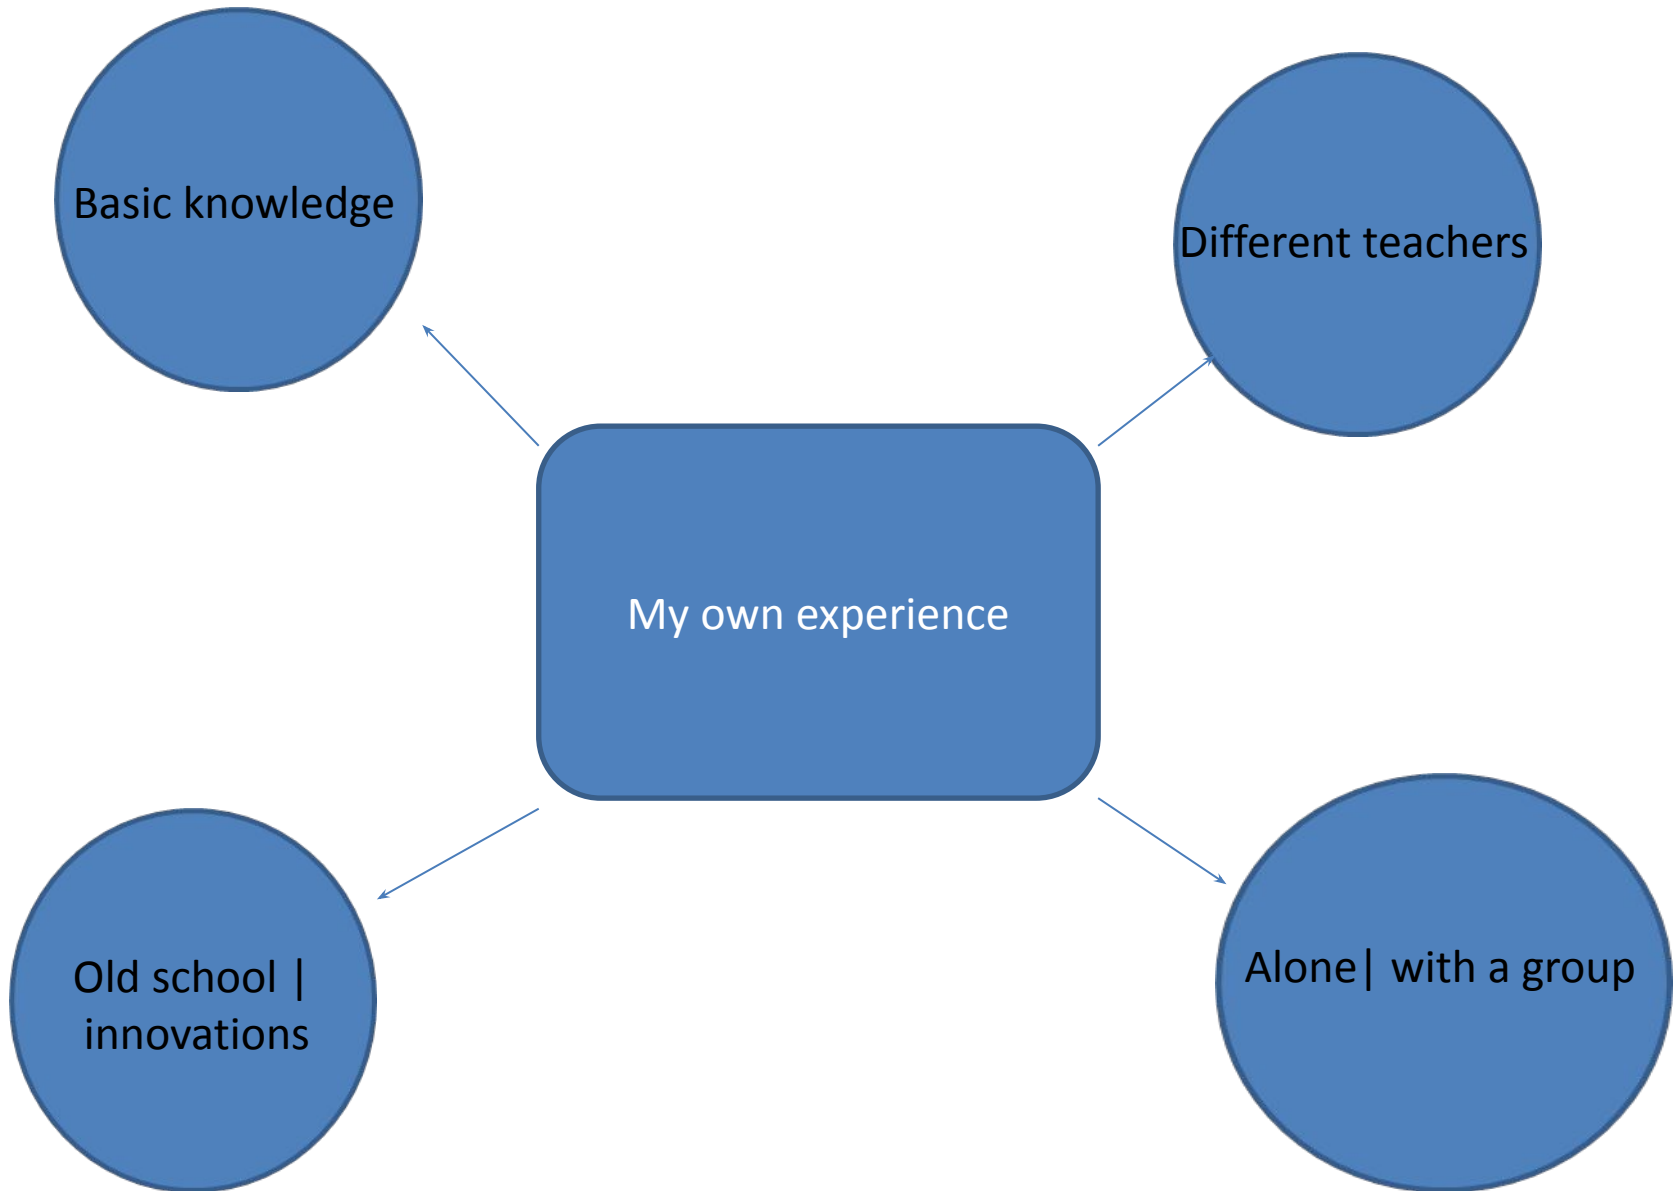 Basic knowledge
Different teachers
My own experience
Old school |
innovations
Alone| with a group